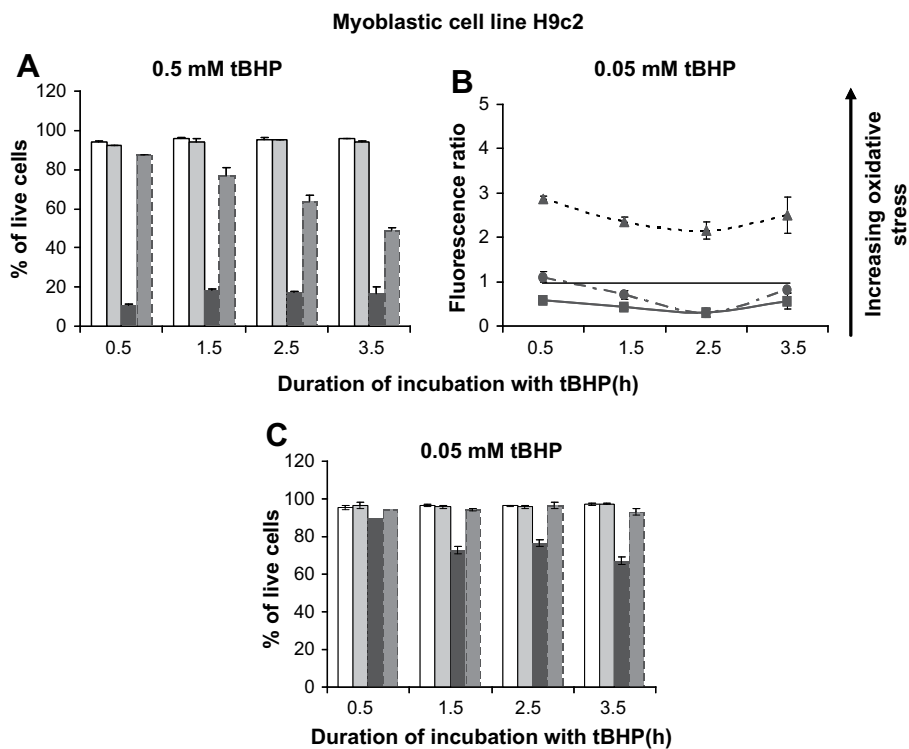 Myoblastic cell line H9c2
A
0.5 mM tBHP
120
100
80
60
40
20
0
% of live cells
0.5
1.5
2.5
3.5
B
0.05 mM tBHP
5
4
3
2
1
0
Fluorescence ratio
0.5
1.5
2.5
3.5
Increasing oxidative
stress
Duration of incubation with tBHP(h)
C
0.05 mM tBHP
120
100
80
60
40
20
0
% of live cells
0.5
1.5
2.5
3.5
Duration of incubation with tBHP(h)